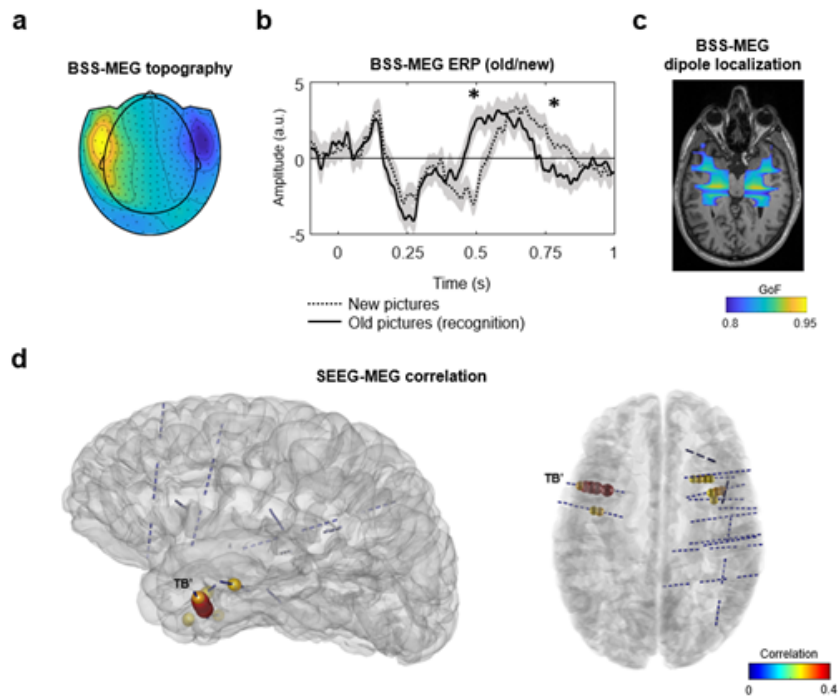 a
BSS-MEG topography
b
BSS-MEG ERP (old/new)
Amplitude (a.u.)
5
0
-5
*
*
0
0.25
0.5
0.75
1
Time (s)
New pictures
Old pictures (recognition)
c
BSS-MEG
dipole localization
GoF
0.8
0.95
d
SEEG-MEG correlation
TB'
TB'
Correlation
0
0.4